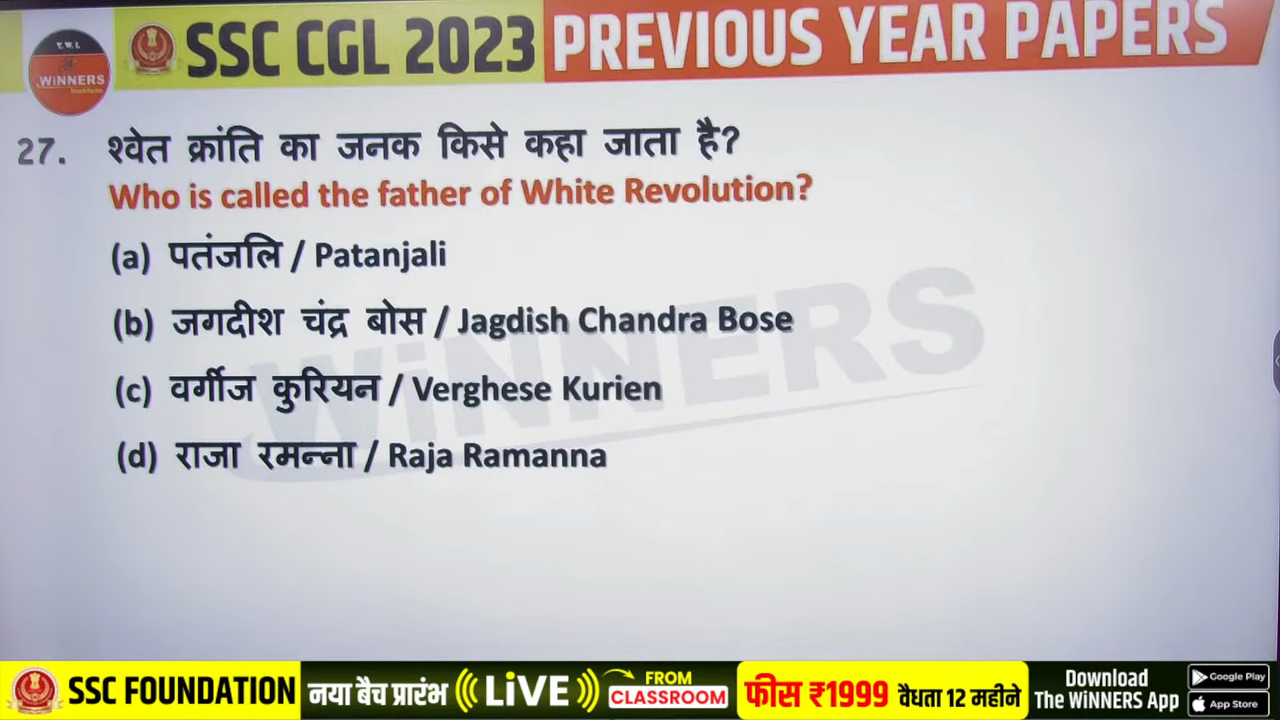 SSC CGL 2023 PREVIOUS YEAR PAPERS
WiNNERS
Institute
27. श्वेत क्रांति का जनक किसे कहा जाता है?
Who is called the father of White Revolution?
(a) पतंजलि / Patanjali
(b) जगदीश चंद्र बोस / Jagdish Chandra Bose
(c) वर्गीज कुरियन / Verghese Kurien
(d) राजा रमन्ना / Raja Ramanna
WiNNERS
SSC FOUNDATION नया बैच प्रारंभ LiVE FROM CLASSROOM फीस ₹1999 वैधता 12 महीने Download The WiNNERS App Google Play App Store